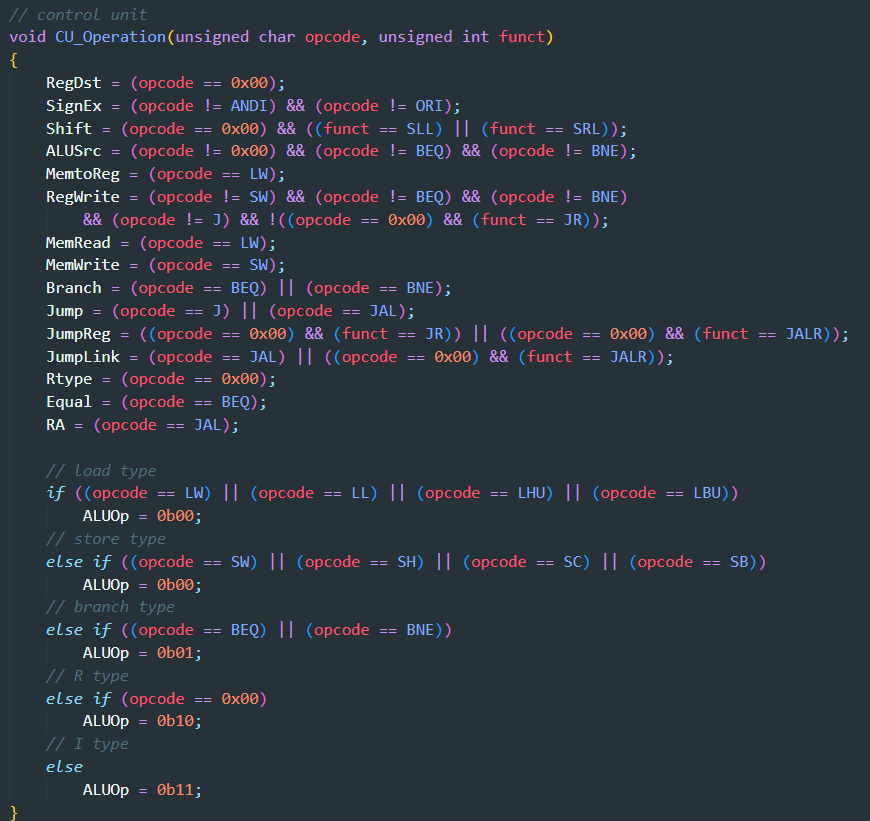 // control unit
void CU_Operation(unsigned char opcode, unsigned int funct)
{
    RegDst = (opcode == 0x00);
    SignEx = (opcode != ANDI) && (opcode != ORI);
    Shift = (opcode == 0x00) && ((funct == SLL) || (funct == SRL));
    ALUSrc = (opcode != 0x00) && (opcode != BEQ) && (opcode != BNE);
    MemtoReg = (opcode == LW);
    RegWrite = (opcode != SW) && (opcode != BEQ) && (opcode != BNE)
        && (opcode != J) && !((opcode == 0x00) && (funct == JR));
    MemRead = (opcode == LW);
    MemWrite = (opcode == SW);
    Branch = (opcode == BEQ) || (opcode == BNE);
    Jump = (opcode == J) || (opcode == JAL);
    JumpReg = ((opcode == 0x00) && (funct == JR)) || ((opcode == 0x00) && (funct == JALR));
    JumpLink = (opcode == JAL) || ((opcode == 0x00) && (funct == JALR));
    Rtype = (opcode == 0x00);
    Equal = (opcode == BEQ);
    RA = (opcode == JAL);

    // load type
    if ((opcode == LW) || (opcode == LL) || (opcode == LHU) || (opcode == LBU))
        ALUOp = 0b00;
    // store type
    else if ((opcode == SW) || (opcode == SH) || (opcode == SC) || (opcode == SB))
        ALUOp = 0b00;
    // branch type
    else if ((opcode == BEQ) || (opcode == BNE))
        ALUOp = 0b01;
    // R type
    else if (opcode == 0x00)
        ALUOp = 0b10;
    // I type
    else
        ALUOp = 0b11;
}